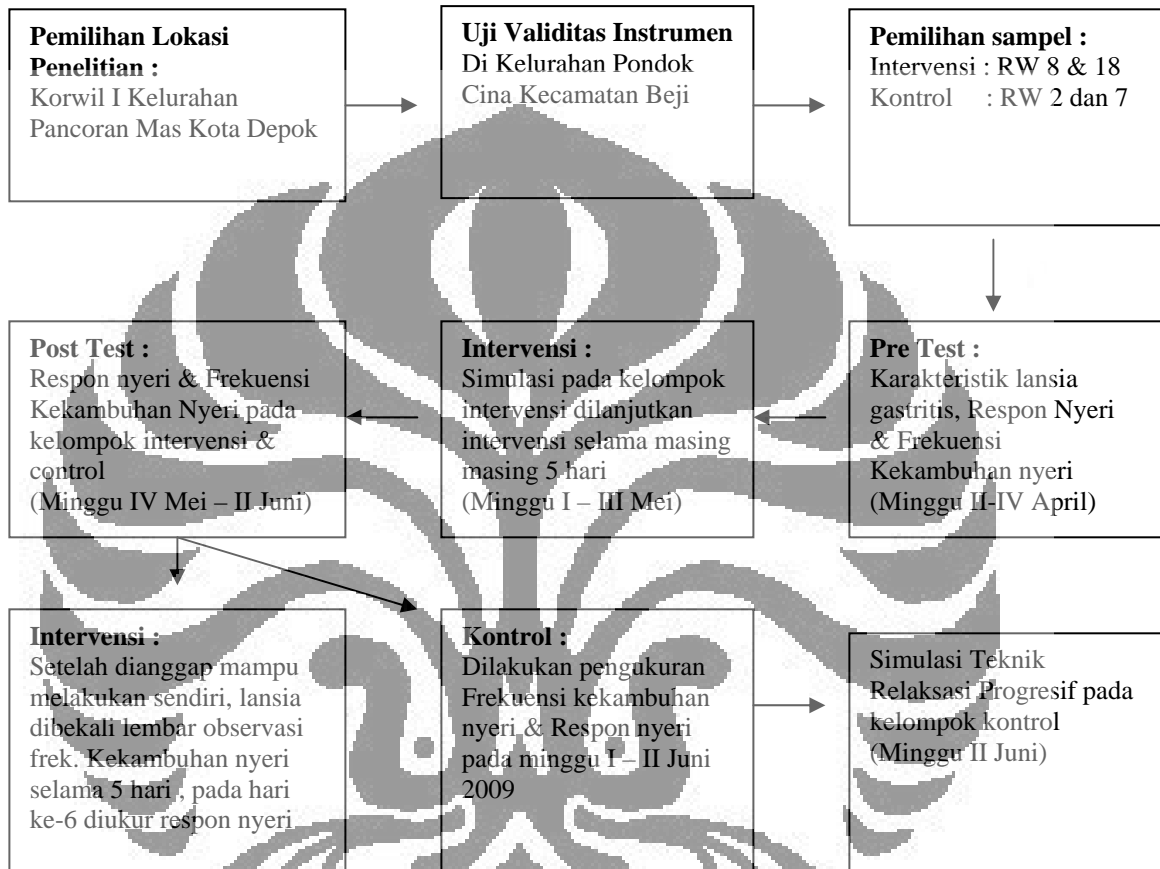 Pemilihan Lokasi
Penelitian :
Korwil I Kelurahan
Pancoran Mas Kota Depok
Uji Validitas Instrumen
Di Kelurahan Pondok
Cina Kecamatan Beji
Pemilihan sampel :
Intervensi : RW 8 & 18
Kontrol : RW 2 dan 7
Post Test :
Respon nyeri & Frekuensi
Kekambuhan Nyeri pada
kelompok intervensi &
control
(Minggu IV Mei – II Juni)
Intervensi :
Simulasi pada kelompok
intervensi dilanjutkan
intervensi selama masing
masing 5 hari
(Minggu I – III Mei)
Pre Test :
Karakteristik lansia
gastritis, Respon Nyeri
& Frekuensi
Kekambuhan nyeri
(Minggu II-IV April)
Intervensi :
Setelah dianggap mampu
melakukan sendiri, lansia
dibekali lembar observasi
frek. Kekambuhan nyeri
selama 5 hari , pada hari
ke-6 diukur respon nyeri
Kontrol :
Dilakukan pengukuran
Frekuensi kekambuhan
nyeri & Respon nyeri
pada minggu I – II Juni
2009
Simulasi Teknik
Relaksasi Progresif pada
kelompok kontrol
(Minggu II Juni)